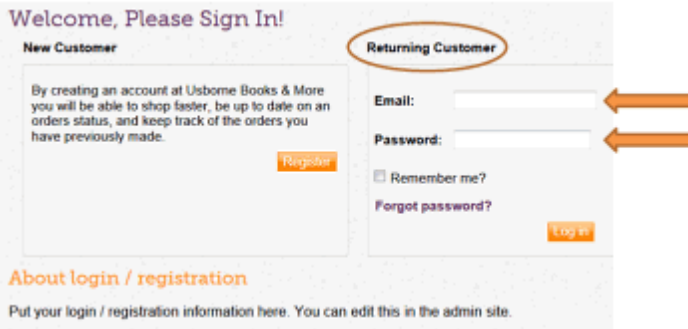 Welcome, Please Sign In!
New Customer
By creating an account at Usborne Books & More
you will be able to shop faster, be up to date on an
orders status, and keep track of the orders you
have previously made.
Register
Returning Customer
Email:
Password:
Remember me?
Forgot password?
Log in
About login / registration
Put your login / registration information here. You can edit this in the admin site.